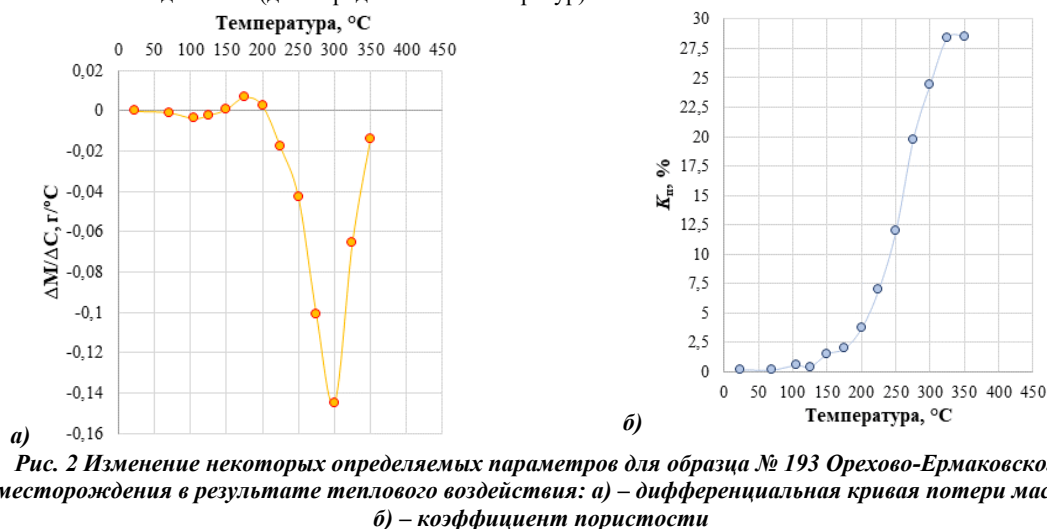 Температура, °C
0 50 100 150 200 250 300 350 400 450
0,02
0
-0,02
-0,04
-0,06
-0,08
-0,1
-0,12
-0,14
-0,16
ΔM/ΔC, г/°C
а)
30
27,5
25
22,5
20
17,5
15
12,5
10
7,5
5
2,5
0
Kп, %
0 50 100 150 200 250 300 350 400 450
Температура, °C
б)
Рис. 2 Изменение некоторых определяемых параметров для образца № 193 Орехово-Ермаковско
месторождения в результате теплового воздействия: а) – дифференциальная кривая потери мас
б) – коэффициент пористости